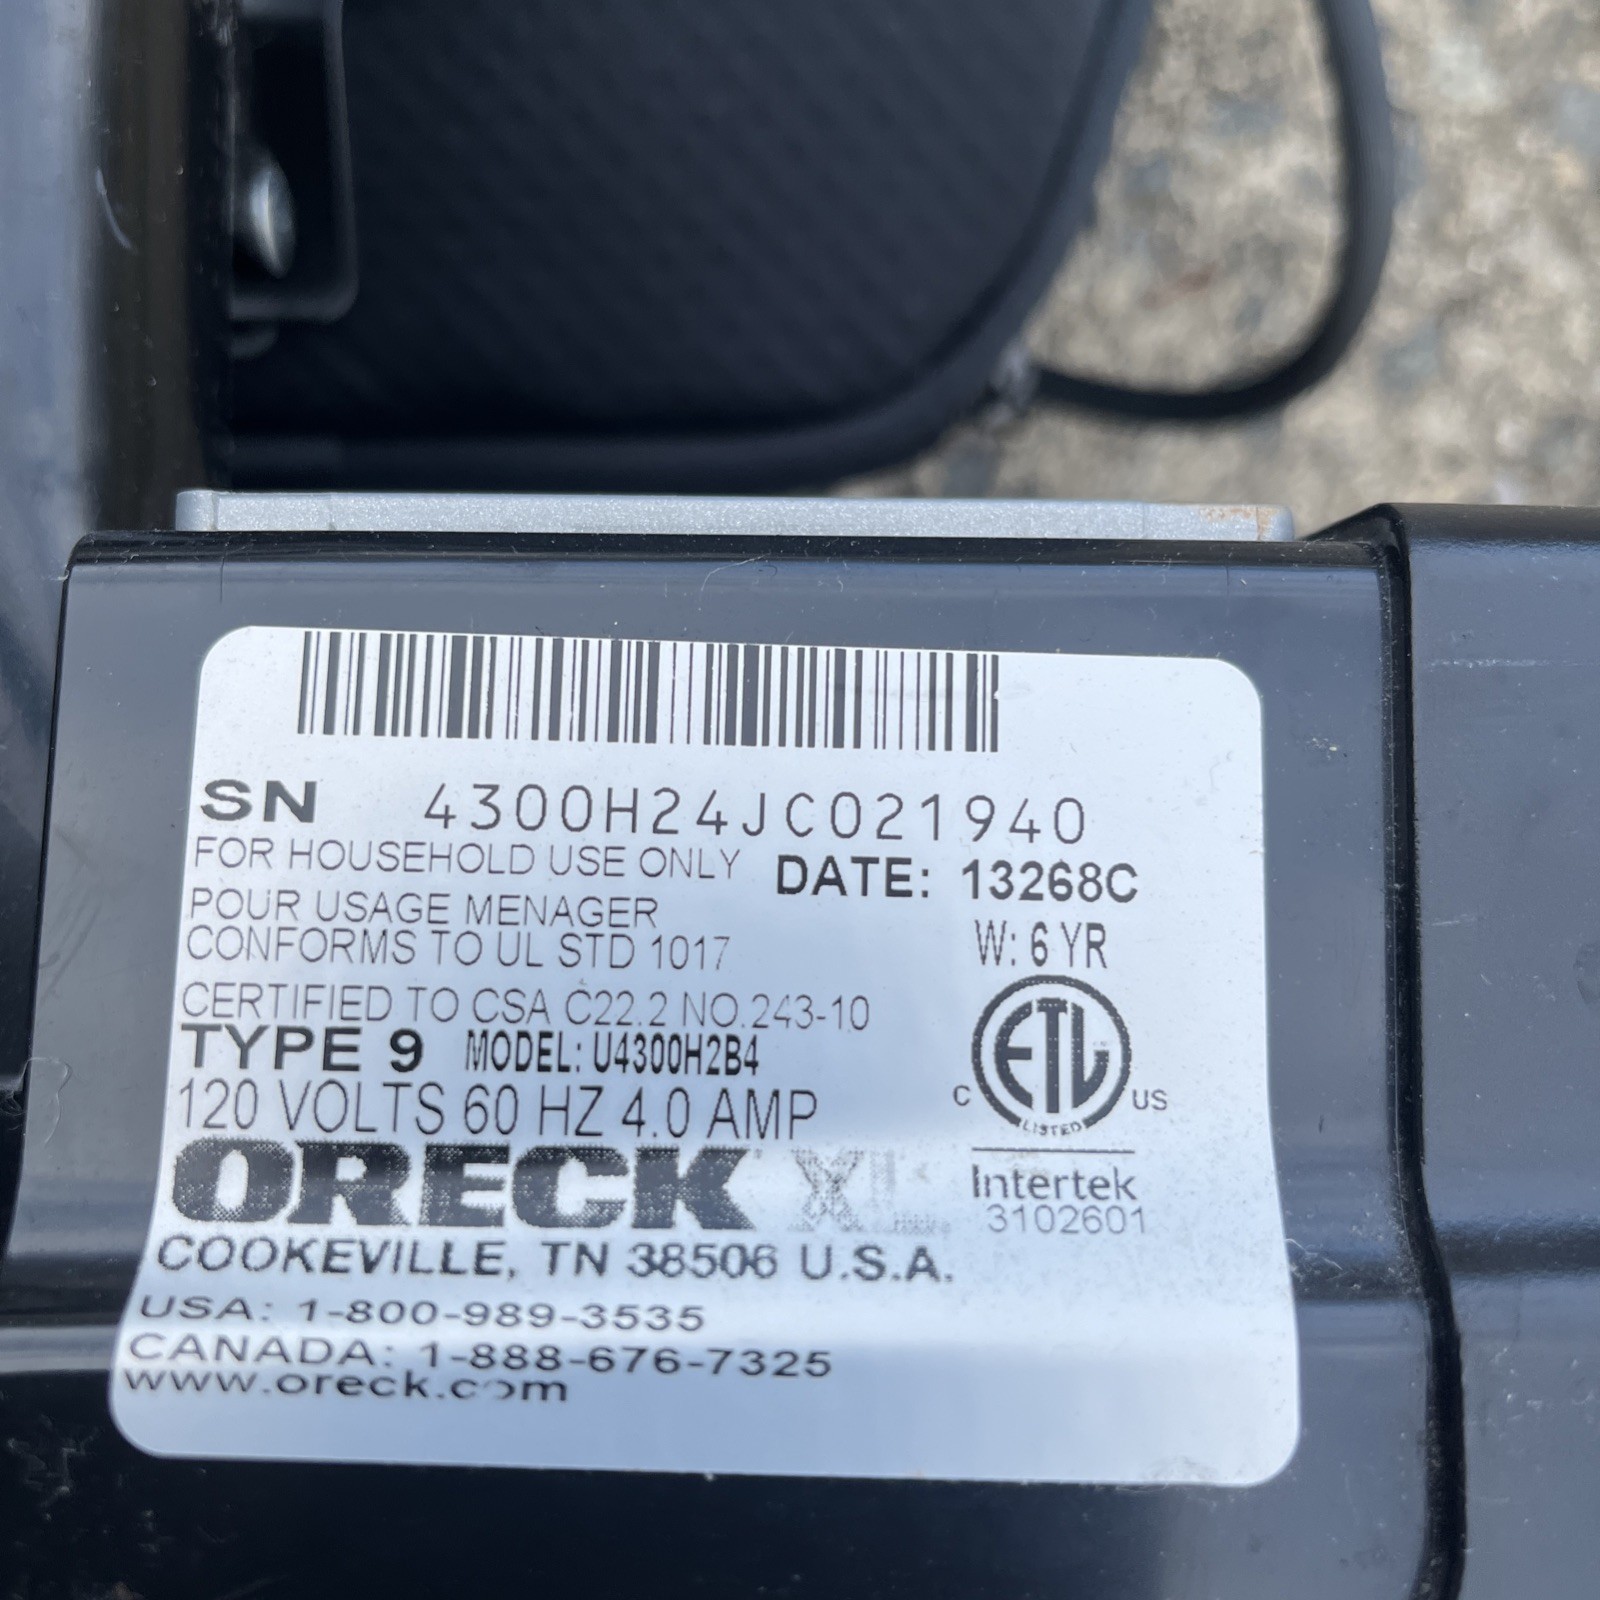 SN 4300H24JC021940
FOR HOUSEHOLD USE ONLY
DATE: 13268C
POUR USAGE MENAGER
W: 6 YR
CONFORMS TO UL STD 1017
CERTIFIED TO CSA C22.2 NO.243-10
TYPE 9 MODEL: U4300H2B4
120 VOLTS 60 HZ 4.0 AMP
C ETL US
LISTED
Intertek
3102601
ORECK XL
COOKEVILLE, TN 38506 U.S.A.
USA: 1-800-989-3535
CANADA: 1-888-676-7325
www.oreck.com